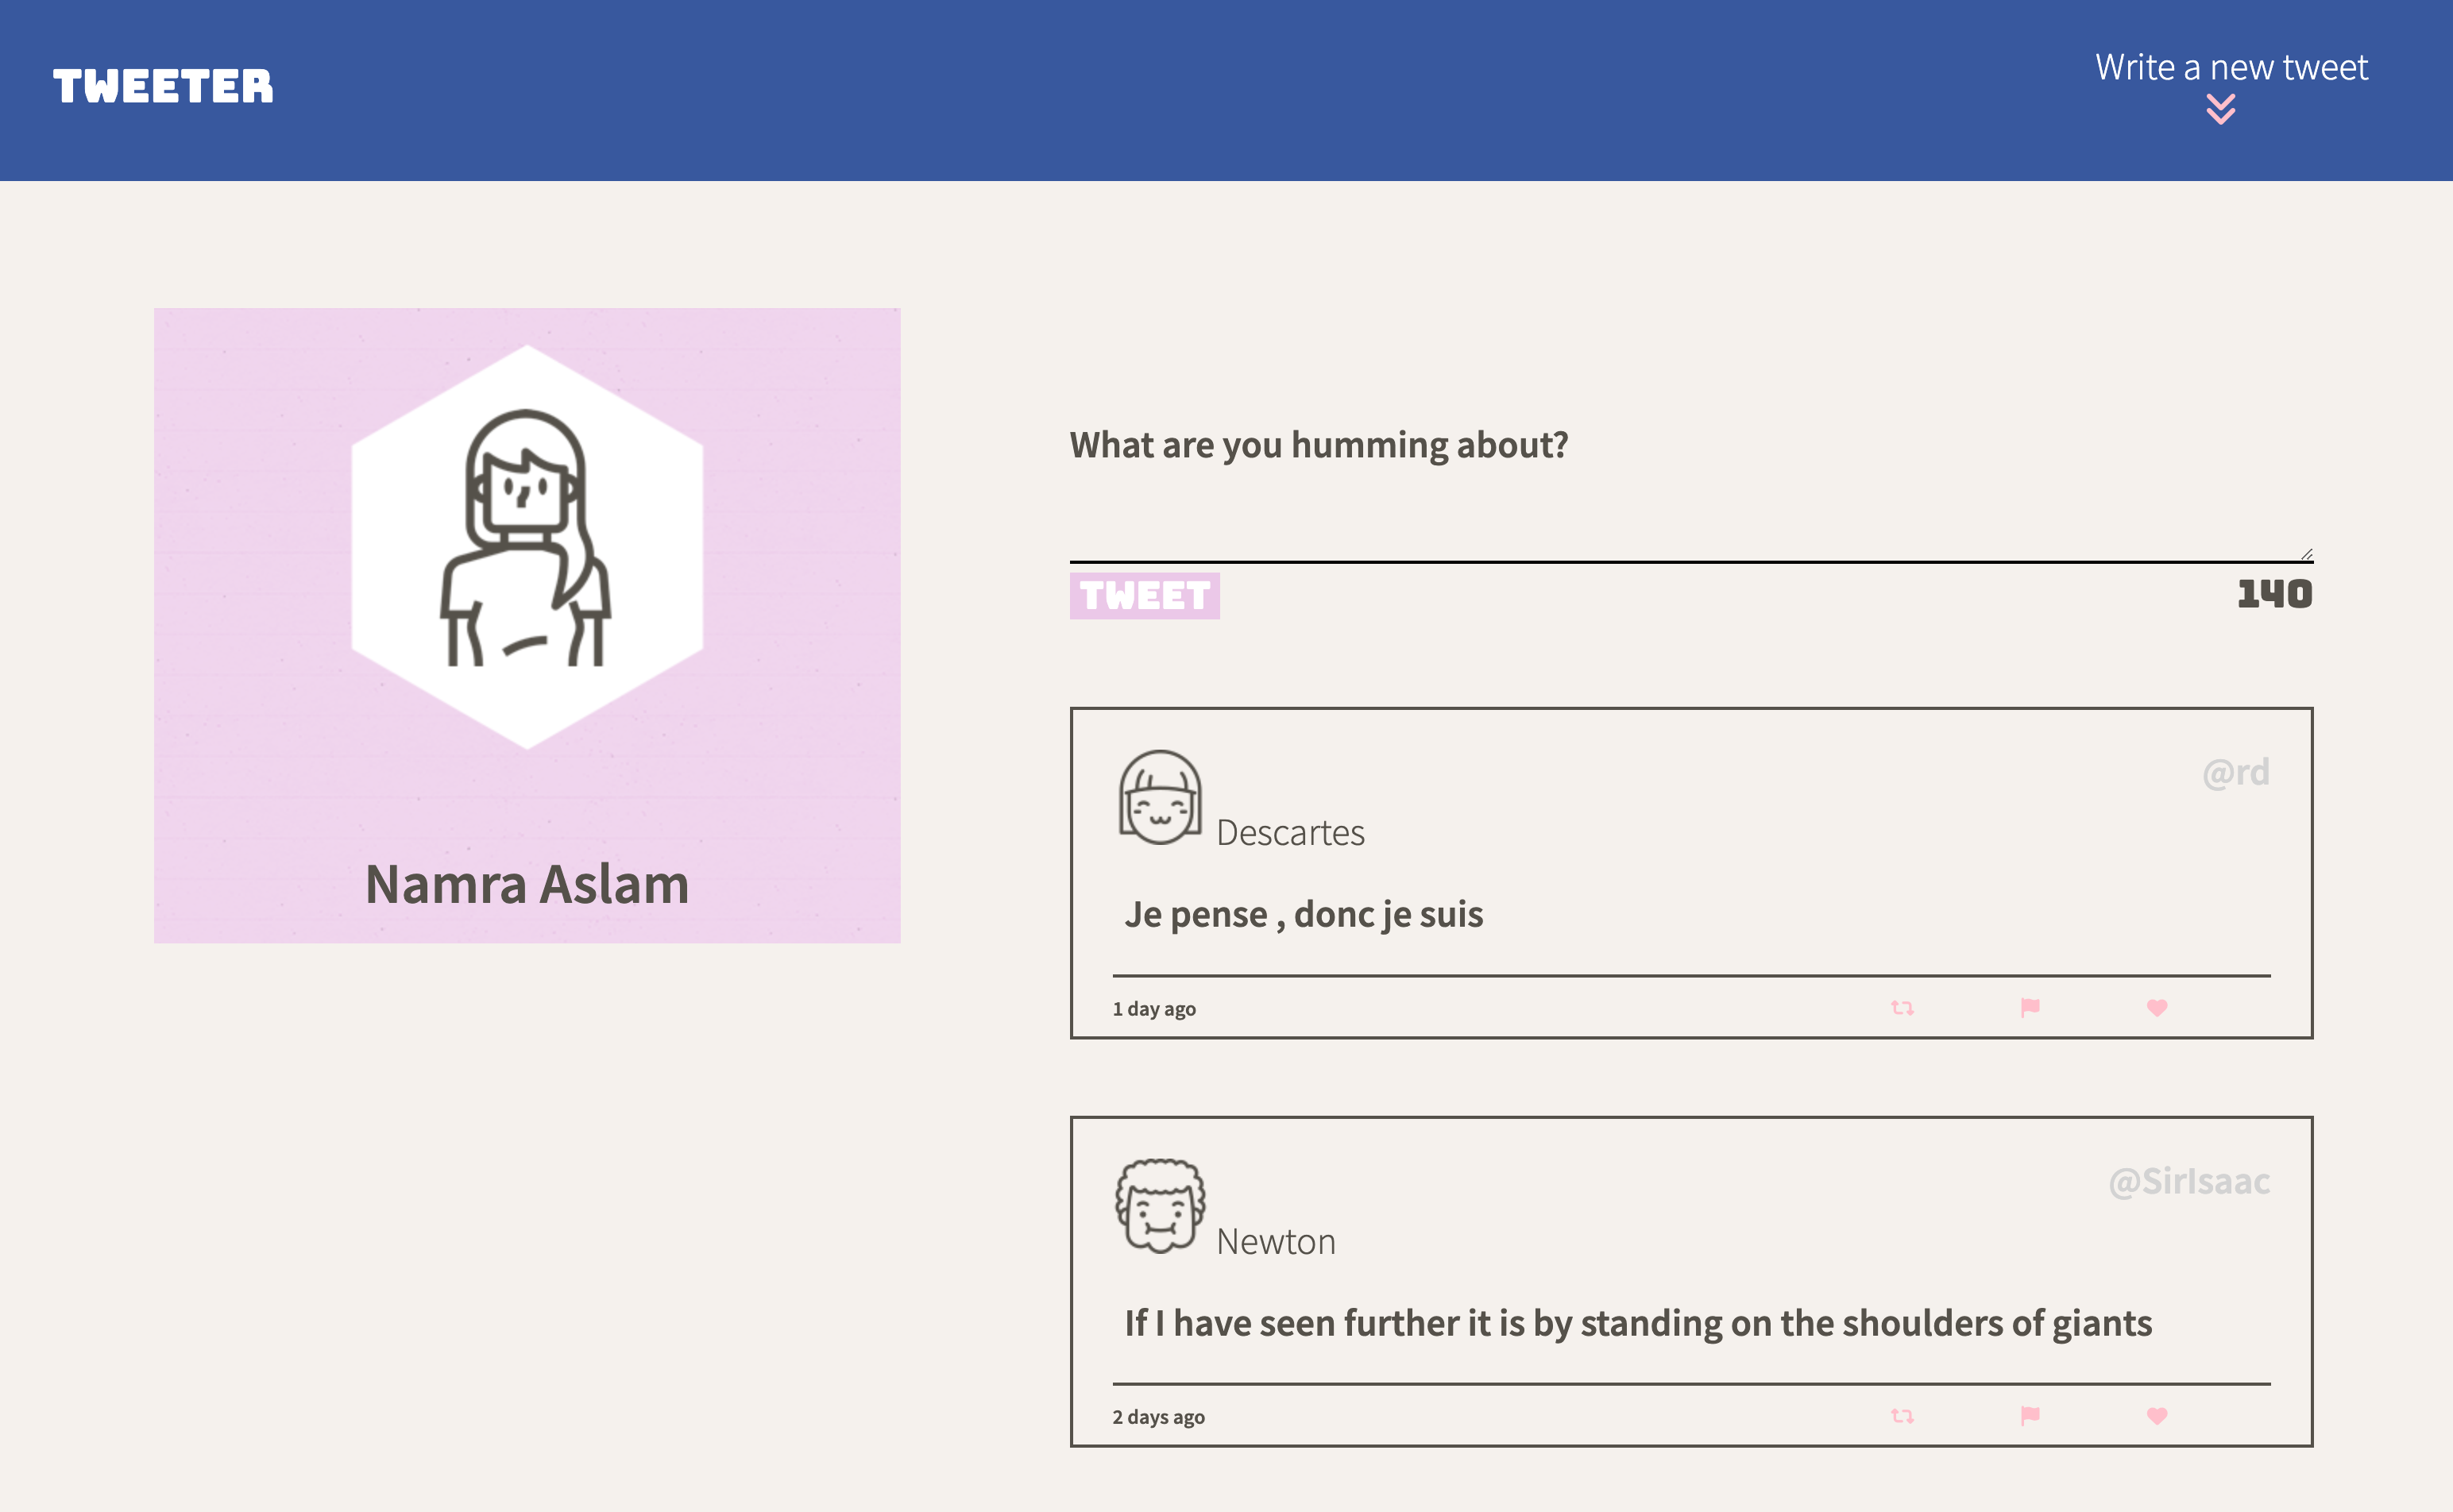 TWEETER
Write a new tweet
Namra Aslam
What are you humming about?
TWEET
140
@rd
Descartes
Je pense , donc je suis
1 day ago
@SirIsaac
Newton
If I have seen further it is by standing on the shoulders of giants
2 days ago